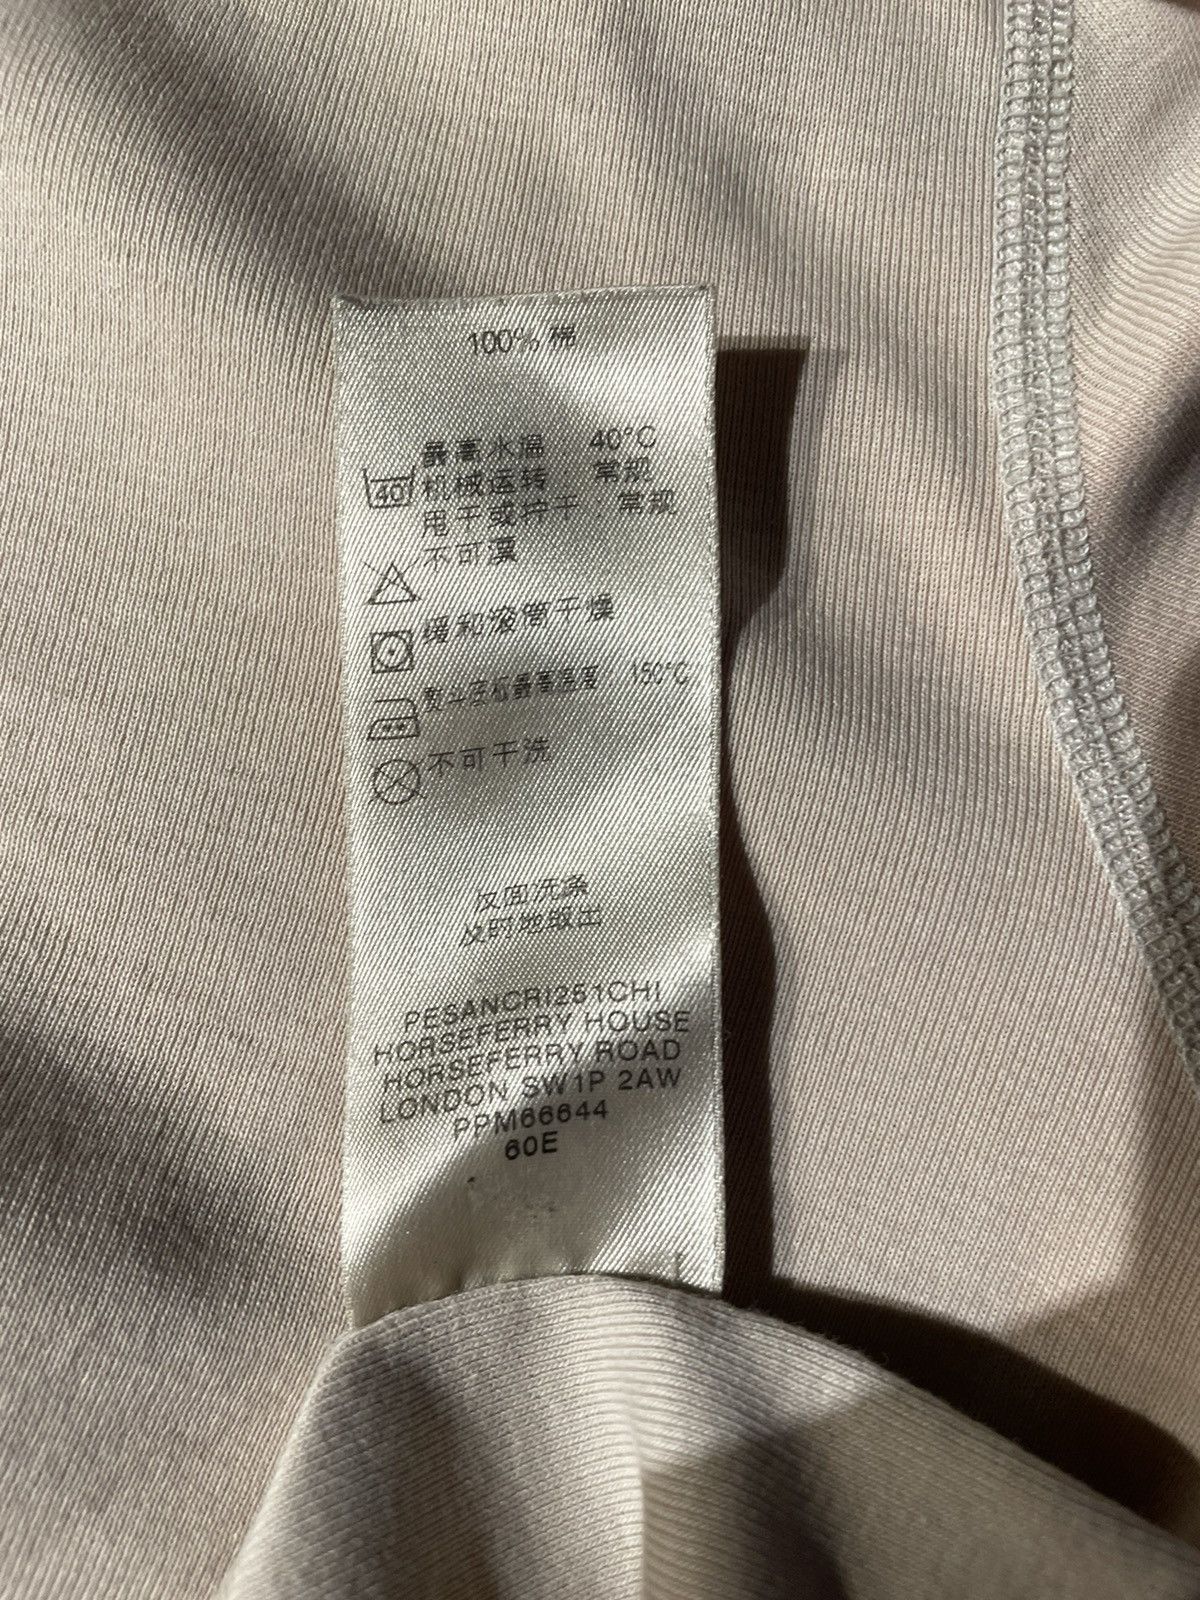 100% 棉
最高水温： 40°C
40 机械运转： 常规
甩干或拧干： 常规
不可漂
缓和滚筒干燥
熨斗底板最高温度： 150°C
不可干洗
反面洗涤
及时地取出
PESANCRI251CHI
HORSEFERRY HOUSE
HORSEFERRY ROAD
LONDON SW1P 2AW
PPM66644
60E